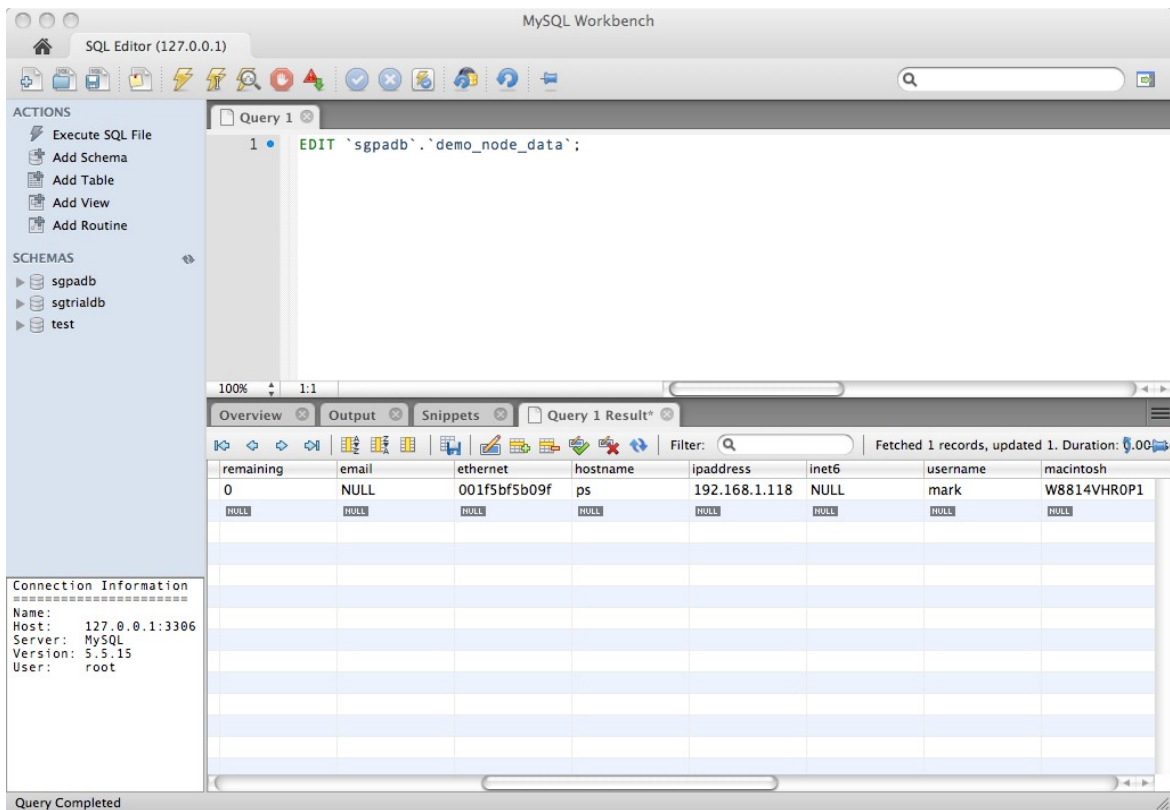 MySQL Workbench
SQL Editor (127.0.0.1)
ACTIONS
Execute SQL File
Add Schema
Add Table
Add View
Add Routine
SCHEMAS
sgpadb
sgtrialdb
test
Query 1
1 EDIT `sgpadb`.`demo_node_data`;
100% 1:1
Overview Output Snippets Query 1 Result*
Filter: Fetched 1 records, updated 1. Duration: 0.00
remaining email ethernet hostname ipaddress inet6 username macintosh
0 NULL 001f5bf5b09f ps 192.168.1.118 NULL mark W8814VHR0P1
NULL NULL NULL NULL NULL NULL NULL NULL
Connection Information
======================
Name:
Host: 127.0.0.1:3306
Server: MySQL
Version: 5.5.15
User: root
Query Completed